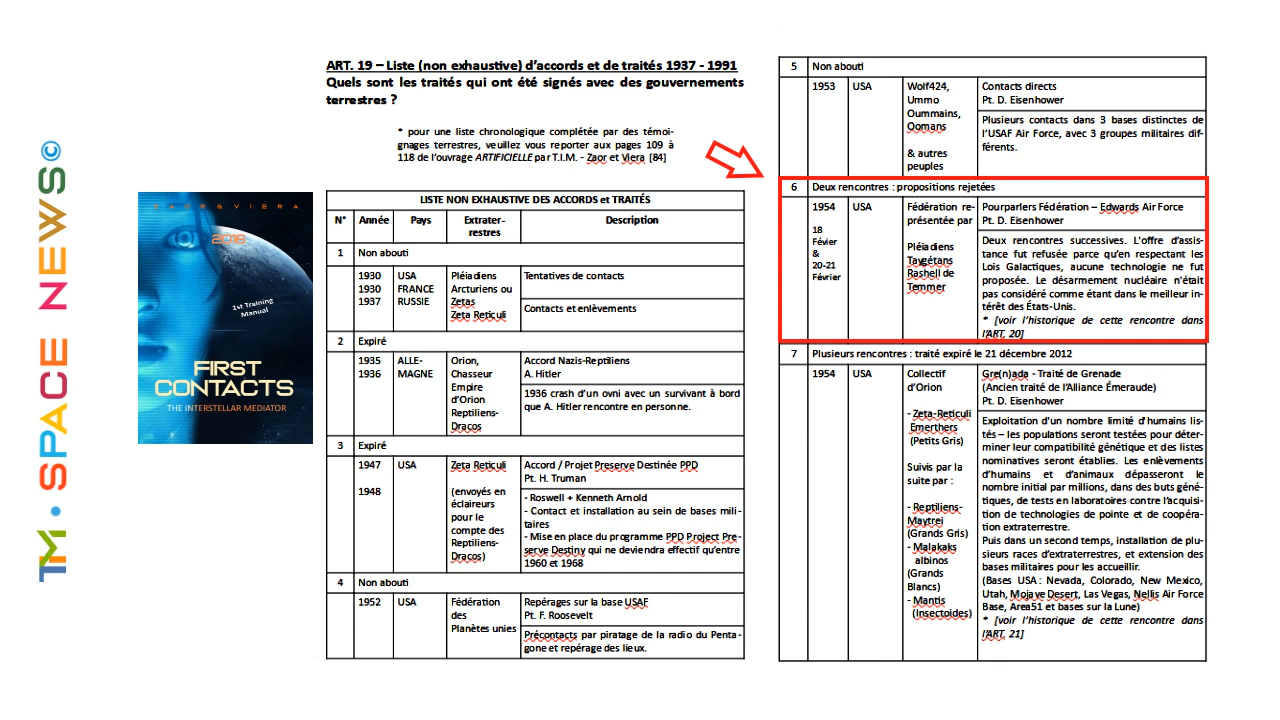 TM • SPACE NEWS©
ZAOR & VIERA
2018
1st Training
Manual
FIRST
CONTACTS
THE INTERSTELLAR MEDIATOR
ART. 19 – Liste (non exhaustive) d'accords et de traités 1937 - 1991
Quels sont les traités qui ont été signés avec des gouvernements
terrestres ?
* pour une liste chronologique complétée par des témoi-
gnages terrestres, veuillez vous reporter aux pages 109 à
118 de l'ouvrage ARTIFICIELLE par T.I.M. - Zaor et Viera [84]
LISTE NON EXHAUSTIVE DES ACCORDS et TRAITÉS
N° Année Pays Extrater- Description
restres
1 Non abouti
1930 USA Pléiadiens Tentatives de contacts
1930 FRANCE Arcturiens ou
1937 RUSSIE Zetas Contacts et enlèvements
Zeta Reticuli
2 Expiré
1935 ALLE- Orion, Accord Nazis-Reptiliens
1936 MAGNE Chasseur A. Hitler
Empire 1936 crash d'un ovni avec un survivant à bord
d'Orion que A. Hitler rencontre en personne.
Reptiliens-
Dracos
3 Expiré
1947 USA Zeta Reticuli Accord / Projet Preserve Destinée PPD
Pt. H. Truman
1948 (envoyés en - Roswell + Kenneth Arnold
éclaireurs - Contact et installation au sein de bases mili-
pour le taires
compte des - Mise en place du programme PPD Project Pre-
Reptiliens- serve Destiny qui ne deviendra effectif qu'entre
Dracos) 1960 et 1968
4 Non abouti
1952 USA Fédération Repérages sur la base USAF
des Pt. F. Roosevelt
Planètes unies Précontacts par piratage de la radio du Penta-
gone et repérage des lieux.
5 Non abouti
1953 USA Wolf424, Contacts directs
Ummo Pt. D. Eisenhower
Oummains, Plusieurs contacts dans 3 bases distinctes de
Qomans l'USAF Air Force, avec 3 groupes militaires dif-
férents.
& autres
peuples
6 Deux rencontres : propositions rejetées
1954 USA Fédération re- Pourparlers Fédération – Edwards Air Force
présentée par Pt. D. Eisenhower
18
Févier Pléiadiens Deux rencontres successives. L'offre d'assis-
& Taygétans tance fut refusée parce qu'en respectant les
20-21 Rashell de Lois Galactiques, aucune technologie ne fut
Février Temmer proposée. Le désarmement nucléaire n'était
pas considéré comme étant dans le meilleur in-
térêt des États-Unis.
* [voir l'historique de cette rencontre dans
l'ART, 20]
7 Plusieurs rencontres : traité expiré le 21 décembre 2012
1954 USA Collectif Gre(n)ada - Traité de Grenade
d'Orion (Ancien traité de l'Alliance Émeraude)
Pt. D. Eisenhower
- Zeta-Reticuli Exploitation d'un nombre limité d'humains lis-
Emerthers tés – les populations seront testées pour déter-
(Petits Gris) miner leur compatibilité génétique et des listes
nominatives seront établies. Les enlèvements
Suivis par la d'humains et d'animaux dépasseront le
suite par : nombre initial par millions, dans des buts géné-
tiques, de tests en laboratoires contre l'acquisi-
- Reptiliens- tion de technologies de pointe et de coopéra-
Maytrei tion extraterrestre.
(Grands Gris) Puis dans un second temps, installation de plu-
- Malakaks sieurs races d'extraterrestres, et extension des
albinos bases militaires pour les accueillir.
(Grands (Bases USA : Nevada, Colorado, New Mexico,
Blancs) Utah, Mojave Desert, Las Vegas, Nellis Air Force
- Mantis Base, Area51 et bases sur la Lune)
(Insectoides) * [voir l'historique de cette rencontre dans
l'ART, 21]